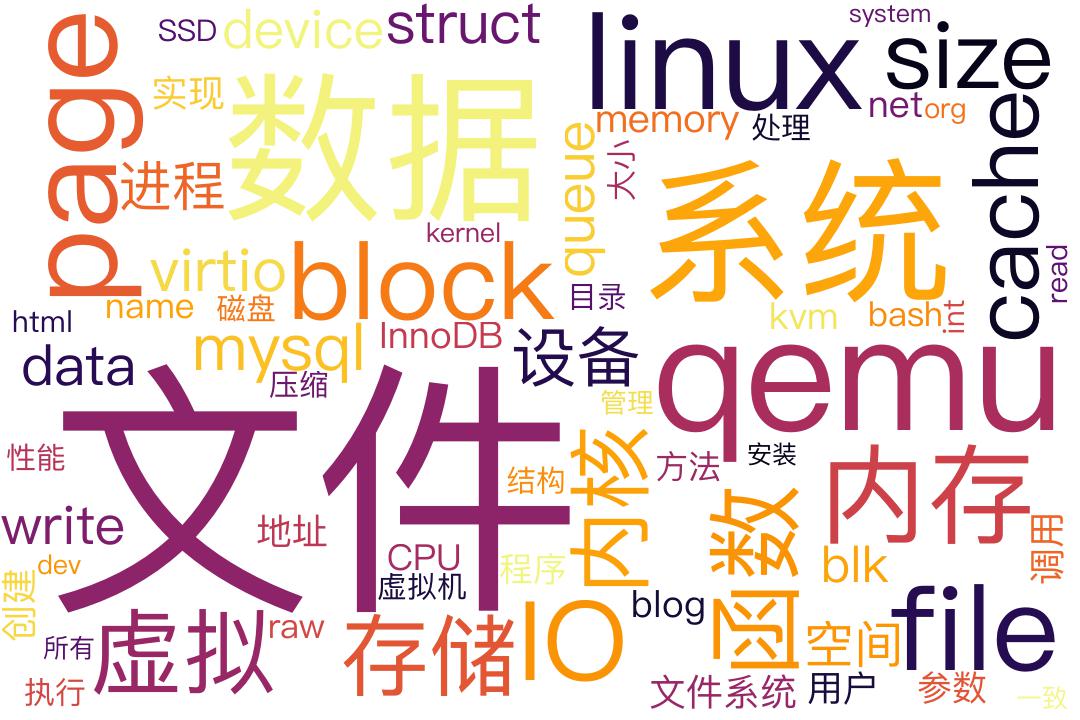 page
SSD
device
struct
linux
system
size
实现
数据
memory
处理
net
org
进程
queue
大小
系统
cache
kernel
virtio
block
目录
read
name
磁盘
kvm
bash
int
html
mysql
InnoDB
设备
qemu
data
压缩
管理
文件
性能
结构
内核
方法
安装
内存
write
地址
CPU
程序
函数
blk
调用
dev
创建
虚拟机
blog
file
所有
虚拟
raw
存储
IO
空间
执行
文件系统
用户
参数
一致